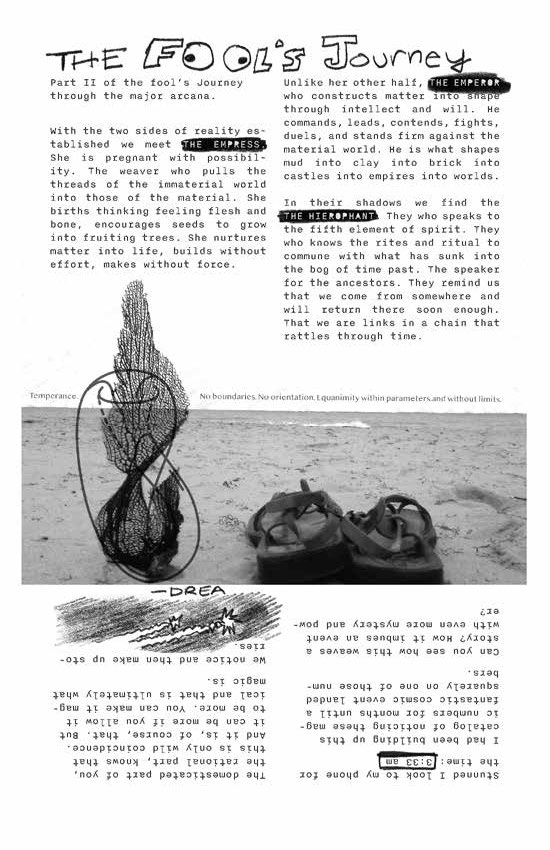 THE FOOL'S JOURNEY
Part II of the fool's Journey
through the major arcana.
With the two sides of reality es-
tablished we meet THE EMPRESS.
She is pregnant with possibil-
ity. The weaver who pulls the
threads of the immaterial world
into those of the material. She
births thinking feeling flesh and
bone, encourages seeds to grow
into fruiting trees. She nurtures
matter into life, builds without
effort, makes without force.
Unlike her other half, THE EMPEROR
who constructs matter into shape
through intellect and will. He
commands, leads, contends, fights,
duels, and stands firm against the
material world. He is what shapes
mud into clay into brick into
castles into empires into worlds.
In their shadows we find the
THE HIEROPHANT. They who speaks to
the fifth element of spirit. They
who knows the rites and ritual to
commune with what has sunk into
the bog of time past. The speaker
for the ancestors. They remind us
that we come from somewhere and
will return there soon enough.
That we are links in a chain that
rattles through time.
Temperance.
No boundaries. No orientation. Equanimity within parameters and without limits.
—DREA
Stunned I look to my phone for
the time: 3:33 am
I had been building up this
catalog of noticing these mag-
ic numbers for months until a
fantastic cosmic event landed
squarely on one of those num-
bers.
Can you see how this weaves a
story? How it imbues an event
with even more mystery and pow-
er?
The domesticated part of you,
the rational part, knows that
this is only wild coincidence.
And it is, of course, that. But
it can be more if you allow it
to be more. You can make it mag-
ical and that is ultimately what
magic is.
We notice and then make up sto-
ries.